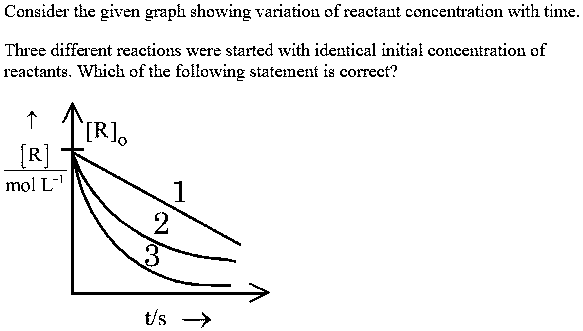 Consider the given graph showing variation of reactant concentration with time.
Three different reactions were started with identical initial concentration of
reactants. Which of the following statement is correct?
↑
[R]₀
[R]
mol L⁻¹
1
2
3
t/s →